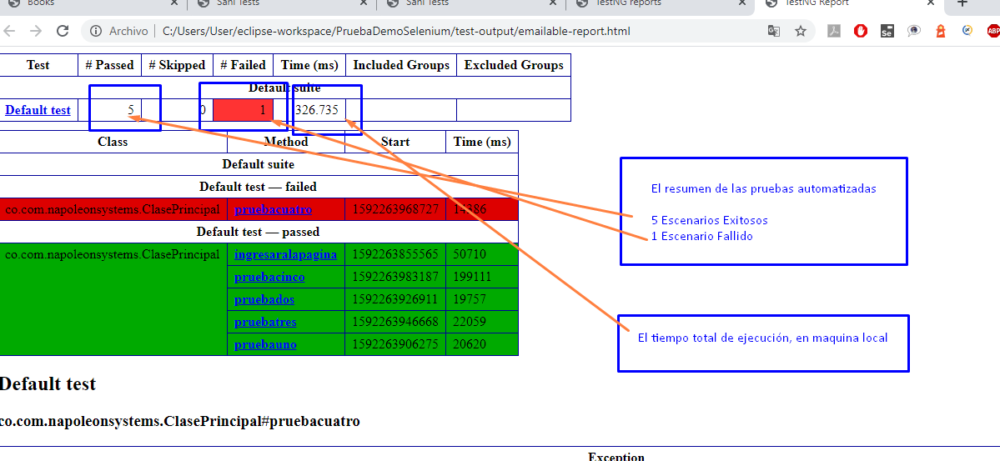 Books
Sahi Tests
Sahi Tests
TestNG reports
TestNG Report
Archivo C:/Users/User/eclipse-workspace/PruebaDemoSelenium/test-output/emailable-report.html
Se
ABP
Test # Passed # Skipped # Failed Time (ms) Included Groups Excluded Groups
Default suite
Default test 5 0 1 326.735
Class Method Start Time (ms)
Default suite
Default test — failed
co.com.napoleonsystems.ClasePrincipal pruebacuatro 1592263968727
Default test — passed
co.com.napoleonsystems.ClasePrincipal ingresaralapagina 1592263855565 50710
pruebacinco 1592263983187 199111
pruebados 1592263926911 19757
pruebatres 1592263946668 22059
pruebauno 1592263906275 20620
El resumen de las pruebas automatizadas
5 Escenarios Exitosos
1 Escenario Fallido
El tiempo total de ejecución, en maquina local
Default test
co.com.napoleonsystems.ClasePrincipal#pruebacuatro
Exception